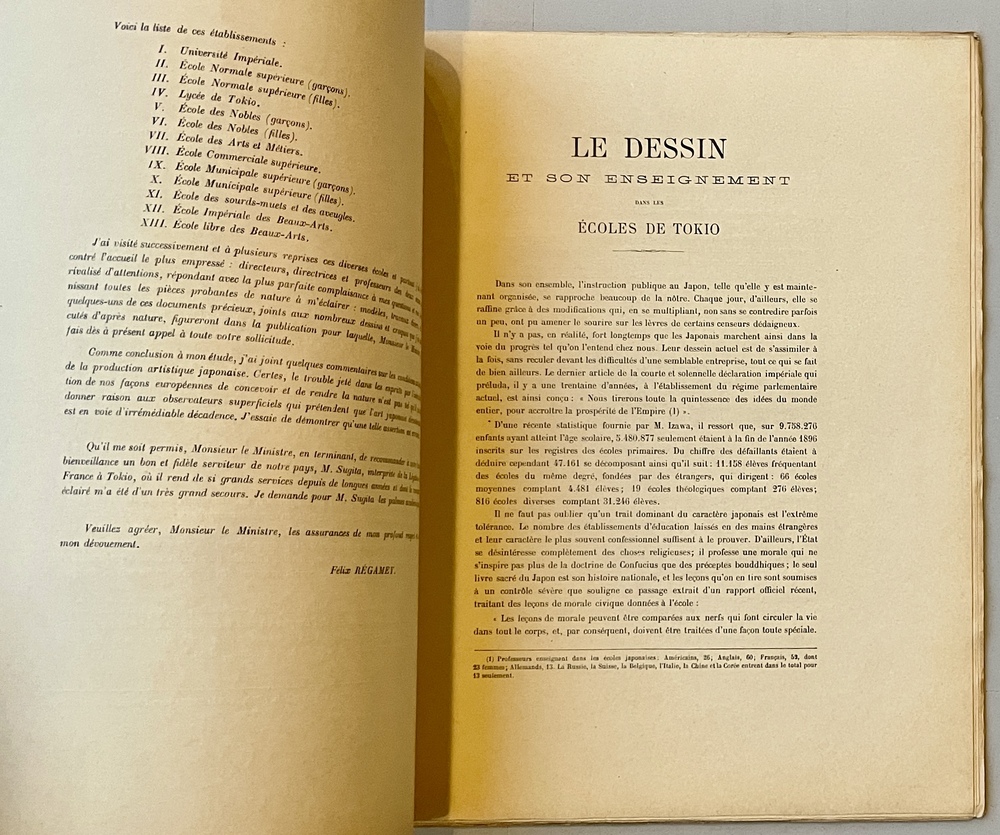 Voici la liste de ces établissements :
I. Université Impériale.
II. École Normale supérieure (garçons).
III. École Normale supérieure (filles).
IV. Lycée de Tokio.
V. École des Nobles (garçons).
VI. École des Nobles (filles).
VII. École des Arts et Métiers.
VIII. École Commerciale supérieure.
IX. École Municipale supérieure (garçons).
X. École Municipale supérieure (filles).
XI. École des sourds-muets et des aveugles.
XII. École Impériale des Beaux-Arts.
XIII. École libre des Beaux-Arts.
J'ai visité successivement et à plusieurs reprises ces diverses écoles et partout
contré l'accueil le plus empressé : directeurs, directrices et professeurs des deux
rivalisé d'attentions, répondant avec la plus parfaite complaisance à mes questions
nissant toutes les pièces probantes de nature à m'éclairer : modèles, travaux
quelques-uns de ces documents précieux, joints aux nombreux dessins et croquis
cutés d'après nature, figureront dans la publication pour laquelle, Monsieur le
fais dès à présent appel à toute votre sollicitude.
Comme conclusion à mon étude, j'ai joint quelques commentaires sur les conditions
de la production artistique japonaise. Certes, le trouble jeté dans les esprits par
tion de nos façons européennes de concevoir et de rendre la nature n'est pas tel qu'il
donner raison aux observateurs superficiels qui prétendent que l'art japonais
est en voie d'irrémédiable décadence. J'essaie de démontrer qu'une telle assertion
Qu'il me soit permis, Monsieur le Ministre, en terminant, de recommander à
bienveillance un bon et fidèle serviteur de notre pays, M. Sugita, interprète de la
France à Tokio, où il rend de si grands services depuis de longues années et dont le
éclairé m'a été d'un très grand secours. Je demande pour M. Sugita les palmes
Veuillez agréer, Monsieur le Ministre, les assurances de mon profond
mon dévouement.
Félix RÉGAMEY.
LE DESSIN
ET SON ENSEIGNEMENT
DANS LES
ÉCOLES DE TOKIO
Dans son ensemble, l'instruction publique au Japon, telle qu'elle y est mainte-
nant organisée, se rapproche beaucoup de la nôtre. Chaque jour, d'ailleurs, elle se
raffine grâce à des modifications qui, en se multipliant, non sans se contredire parfois
un peu, ont pu amener le sourire sur les lèvres de certains censeurs dédaigneux.
Il n'y a pas, en réalité, fort longtemps que les Japonais marchent ainsi dans la
voie du progrès tel qu'on l'entend chez nous. Leur dessein actuel est de s'assimiler à
la fois, sans reculer devant les difficultés d'une semblable entreprise, tout ce qui se fait
de bien ailleurs. Le dernier article de la courte et solennelle déclaration impériale qui
préluda, il y a une trentaine d'années, à l'établissement du régime parlementaire
actuel, est ainsi conçu : « Nous tirerons toute la quintessence des idées du monde
entier, pour accroître la prospérité de l'Empire (1) ».
D'une récente statistique fournie par M. Izawa, il ressort que, sur 9.758.276
enfants ayant atteint l'âge scolaire, 5.480.877 seulement étaient à la fin de l'année 1896
inscrits sur les registres des écoles primaires. Du chiffre des défaillants étaient à
déduire cependant 47.161 se décomposant ainsi qu'il suit : 11.158 élèves fréquentant
des écoles du même degré, fondées par des étrangers, qui dirigent : 66 écoles
moyennes comptant 4.481 élèves ; 19 écoles théologiques comptant 276 élèves ;
816 écoles diverses comptant 31.246 élèves.
Il ne faut pas oublier qu'un trait dominant du caractère japonais est l'extrême
tolérance. Le nombre des établissements d'éducation laissés en des mains étrangères
et leur caractère le plus souvent confessionnel suffisent à le prouver. D'ailleurs, l'État
se désintéresse complètement des choses religieuses ; il professe une morale qui ne
s'inspire pas plus de la doctrine de Confucius que des préceptes bouddhiques ; le seul
livre sacré du Japon est son histoire nationale, et les leçons qu'on en tire sont soumises
à un contrôle sévère que souligne ce passage extrait d'un rapport officiel récent,
traitant des leçons de morale civique données à l'école :
« Les leçons de morale peuvent être comparées aux nerfs qui font circuler la vie
dans tout le corps, et, par conséquent, doivent être traitées d'une façon toute spéciale.
(1) Professeurs enseignant dans les écoles japonaises : Américains, 26 ; Anglais, 60 ; Français, 52, dont
23 femmes ; Allemands, 13. La Russie, la Suisse, la Belgique, l'Italie, la Chine et la Corée entrent dans le total pour
13 seulement.